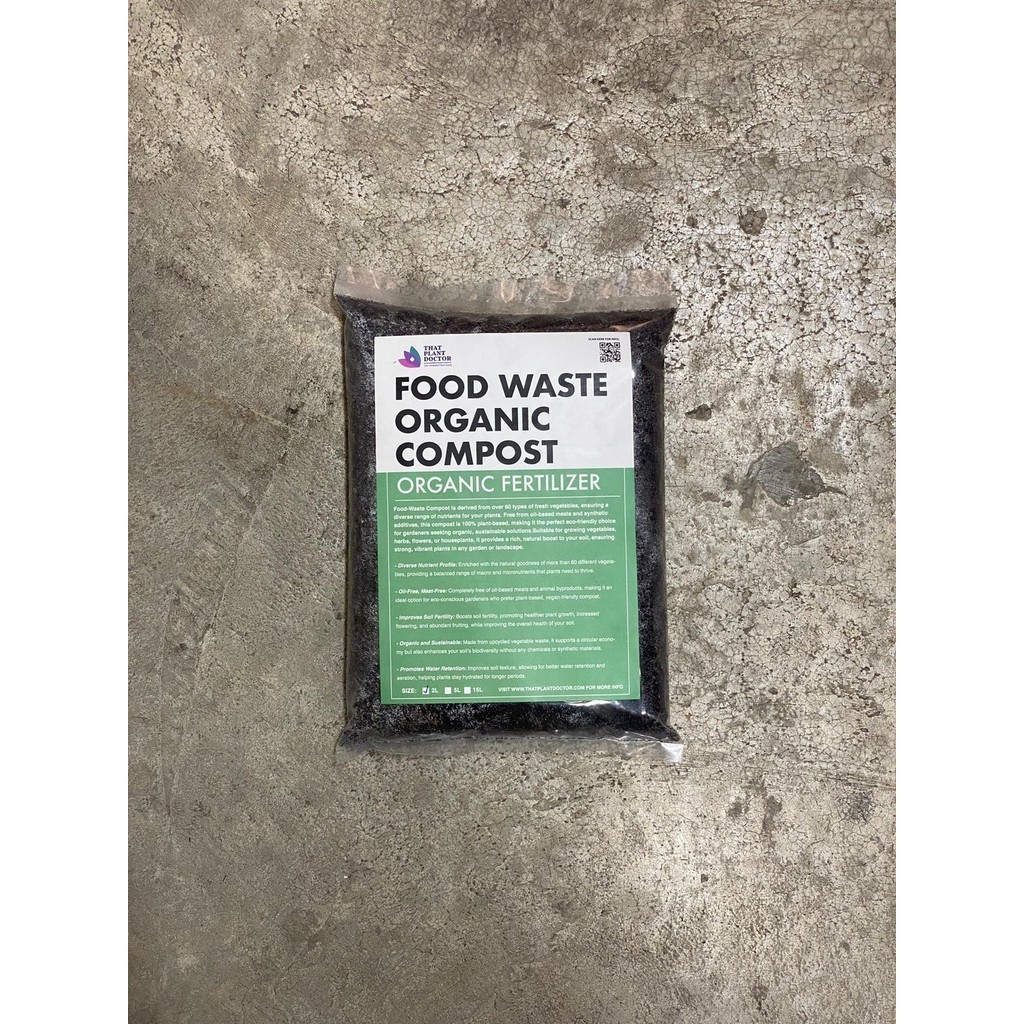 THAT
PLANT
DOCTOR
SCAN HERE FOR INFO!
FOOD WASTE
ORGANIC
COMPOST
ORGANIC FERTILIZER
Food-Waste Compost is derived from over 60 types of fresh vegetables, ensuring a
diverse range of nutrients for your plants. Free from oil-based meats and synthetic
additives, this compost is 100% plant-based, making it the perfect eco-friendly choice
for gardeners seeking organic, sustainable solutions.Suitable for growing vegetables,
herbs, flowers, or houseplants, it provides a rich, natural boost to your soil, ensuring
strong, vibrant plants in any garden or landscape.
- Diverse Nutrient Profile: Enriched with the natural goodness of more than 60 different vegeta-
bles, providing a balanced range of macro and micronutrients that plants need to thrive.
- Oil-Free, Meat-Free: Completely free of oil-based meats and animal byproducts, making it an
ideal option for eco-conscious gardeners who prefer plant-based, vegan friendly compost.
- Improves Soil Fertility: Boosts soil fertility, promoting healthier plant growth, increased
flowering, and abundant fruiting, while improving the overall health of your soil.
- Organic and Sustainable: Made from upcycled vegetable waste, it supports a circular econo-
my but also enhances your soil's biodiversity without any chemicals or synthetic materials.
- Promotes Water Retention: Improves soil texture, allowing for better water retention and
aeration, helping plants stay hydrated for longer periods.
SIZE: 2L 5L 15L VISIT WWW.THATPLANTDOCTOR.COM FOR MORE INFO